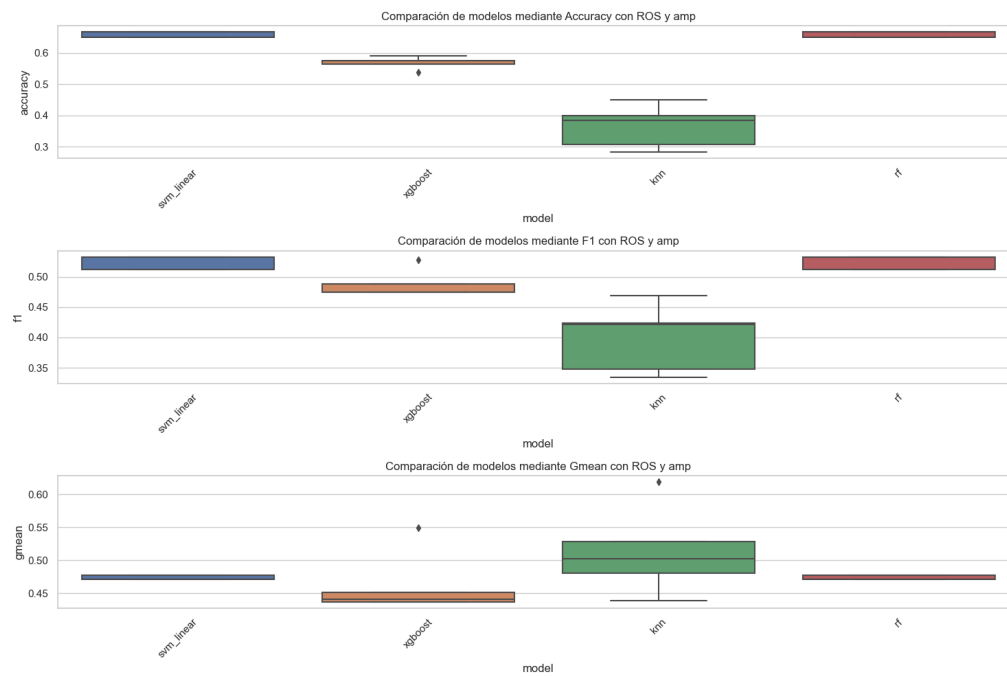 Comparación de modelos mediante Accuracy con ROS y amp
accuracy
0.6
0.5
0.4
0.3
svm_linear
xgboost
knn
rf
model
Comparación de modelos mediante F1 con ROS y amp
f1
0.50
0.45
0.40
0.35
svm_linear
xgboost
knn
rf
model
Comparación de modelos mediante Gmean con ROS y amp
gmean
0.60
0.55
0.50
0.45
svm_linear
xgboost
knn
rf
model